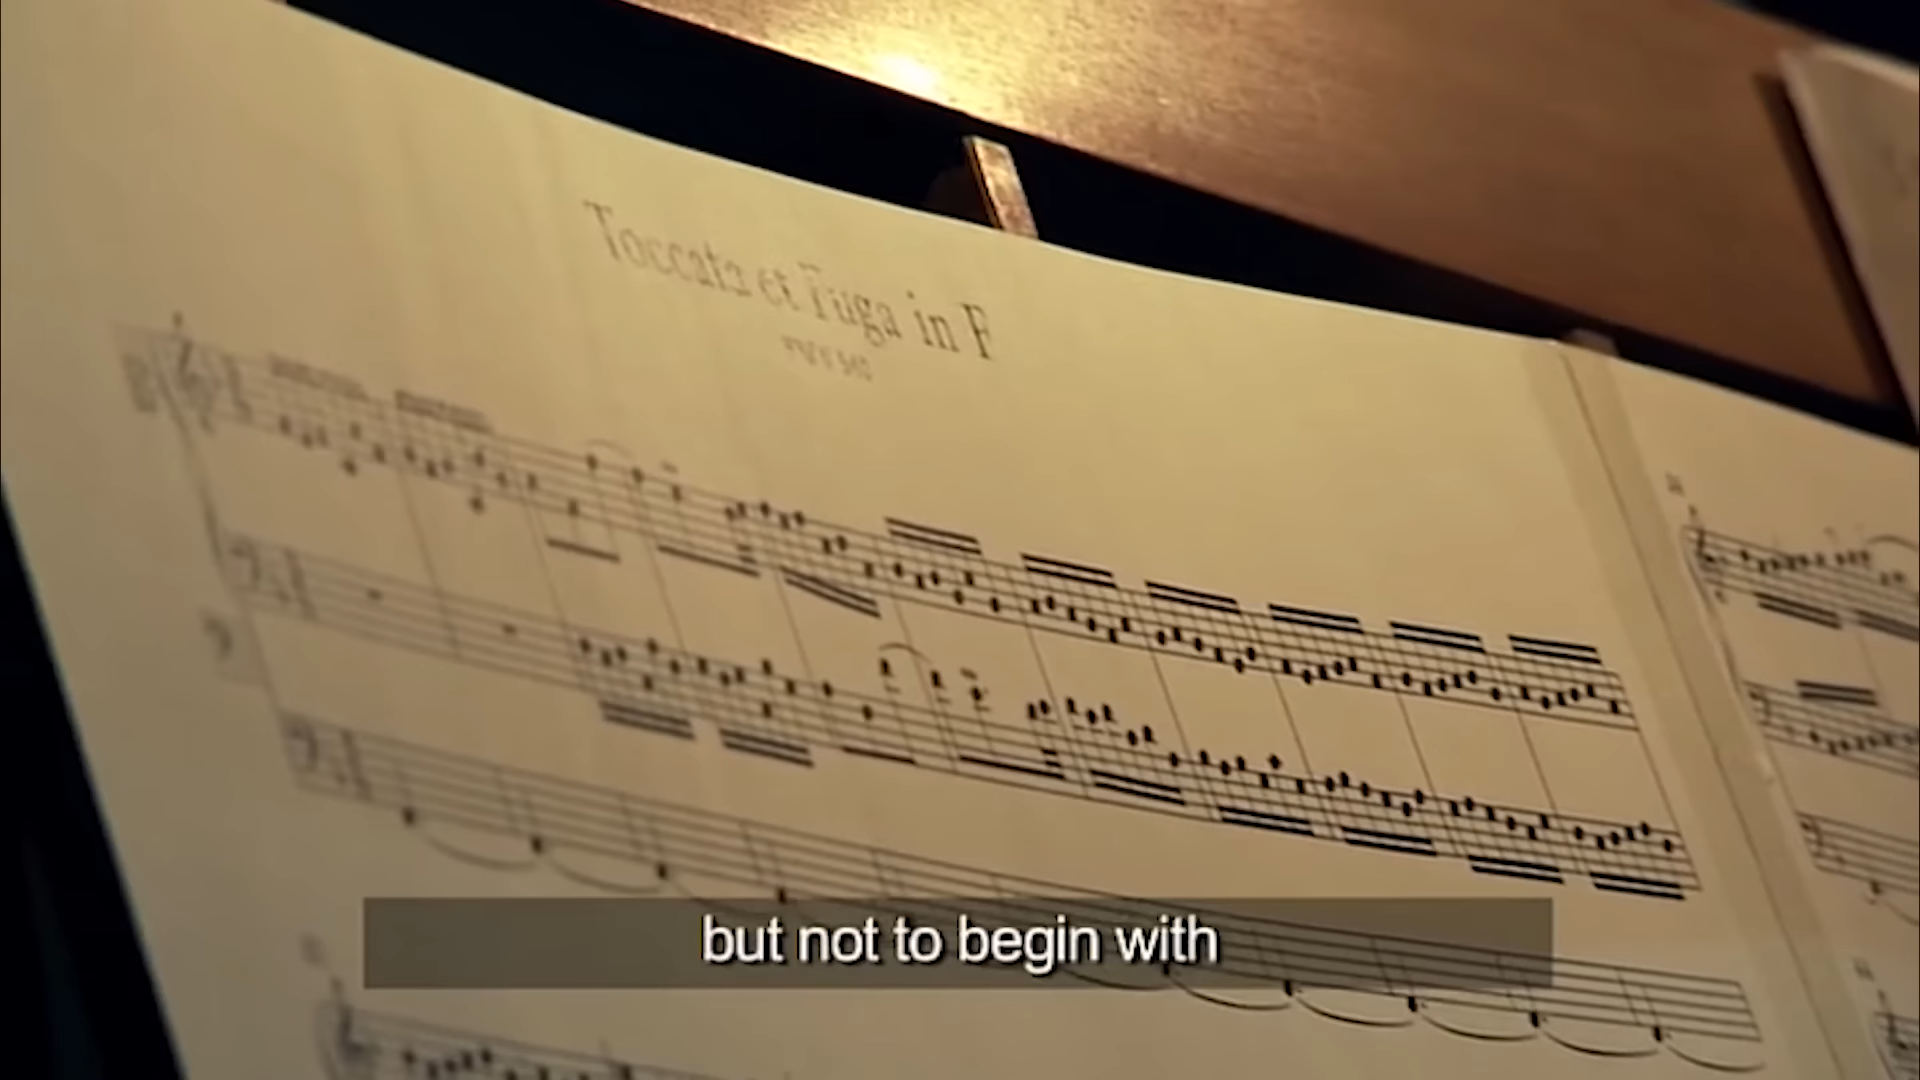 Toccata et Fuga in F
but not to begin with